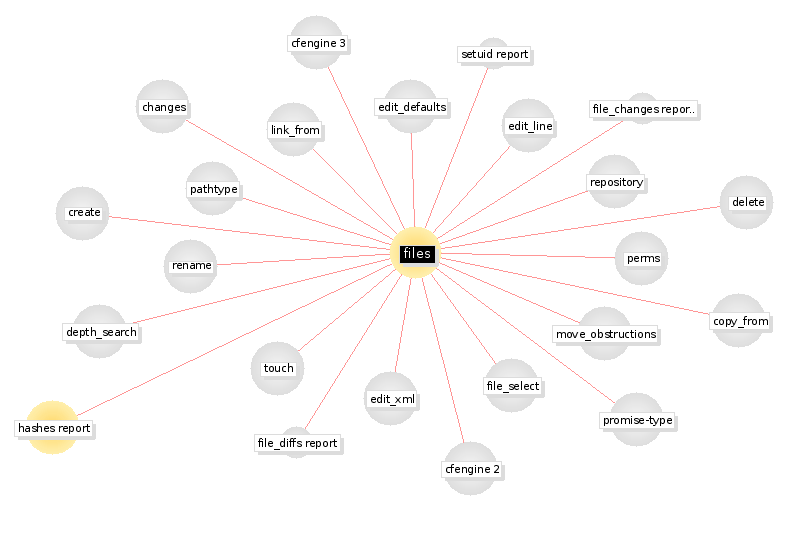 cfengine 3
setuid report
changes
edit_defaults
file_changes repor..
link_from
edit_line
pathtype
repository
create
delete
files
rename
perms
depth_search
move_obstructions
copy_from
touch
file_select
edit_xml
hashes report
file_diffs report
promise-type
cfengine 2